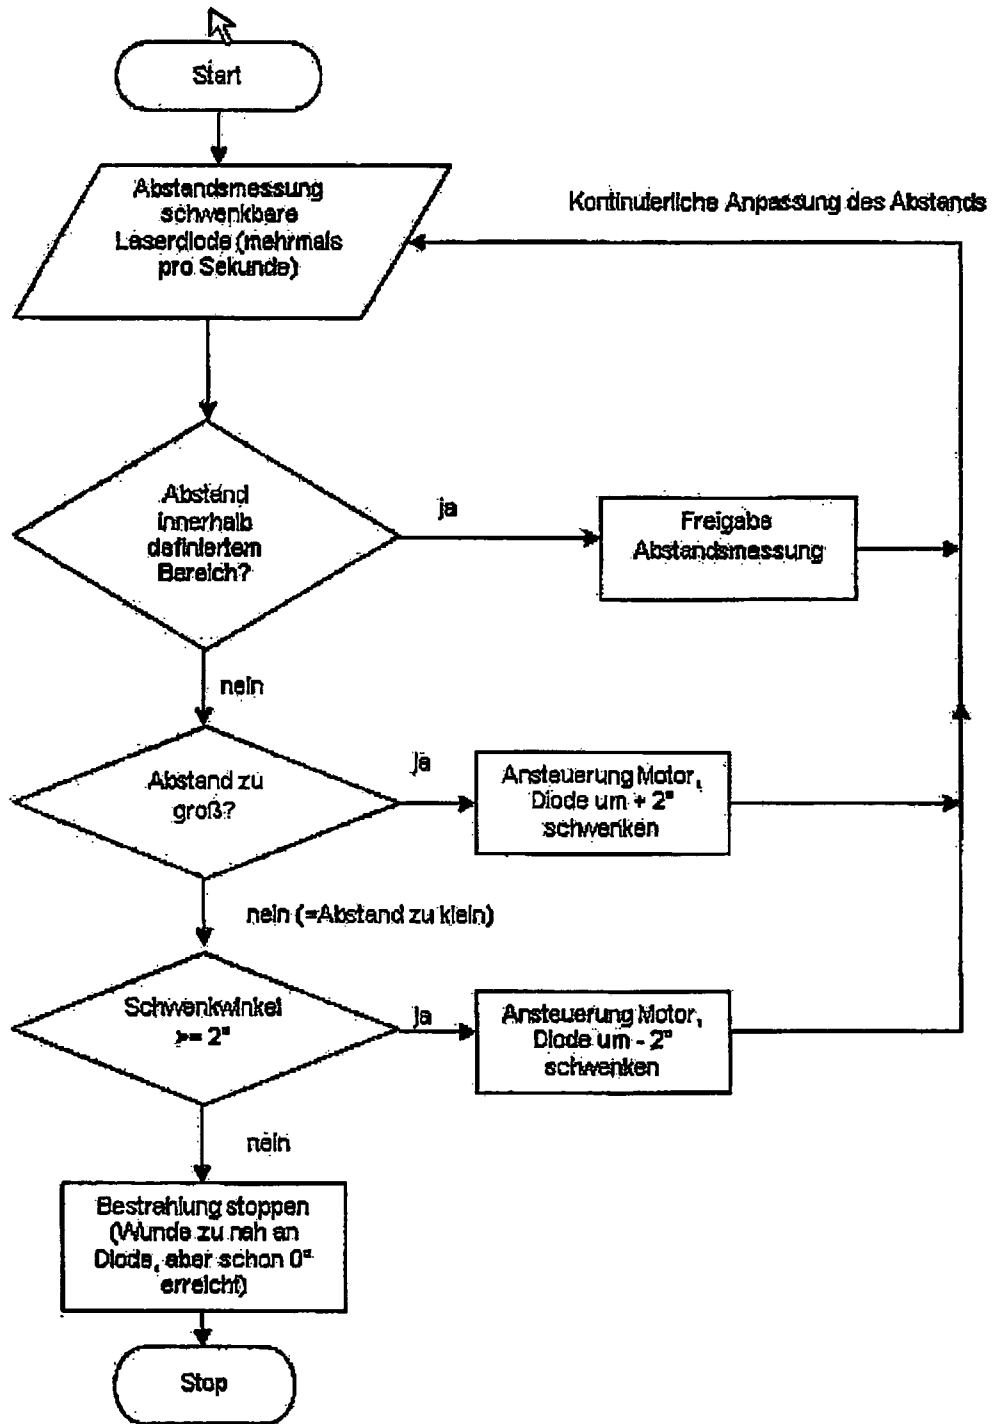 Start
Abstandsmessung
schwenkbare
Laserdiode (mehrmals
pro Sekunde)
Kontinuierliche Anpassung des Abstands
Abstand
innerhalb
definiertem
Bereich?
ja
Freigabe
Abstandsmessung
nein
Abstand zu
groß?
ja
Ansteuerung Motor,
Diode um + 2°
schwenken
nein (=Abstand zu klein)
Schwenkwinkel
>= 2°
ja
Ansteuerung Motor,
Diode um - 2°
schwenken
nein
Bestrahlung stoppen
(Wunde zu nah an
Diode, aber schon 0°
erreicht)
Stop